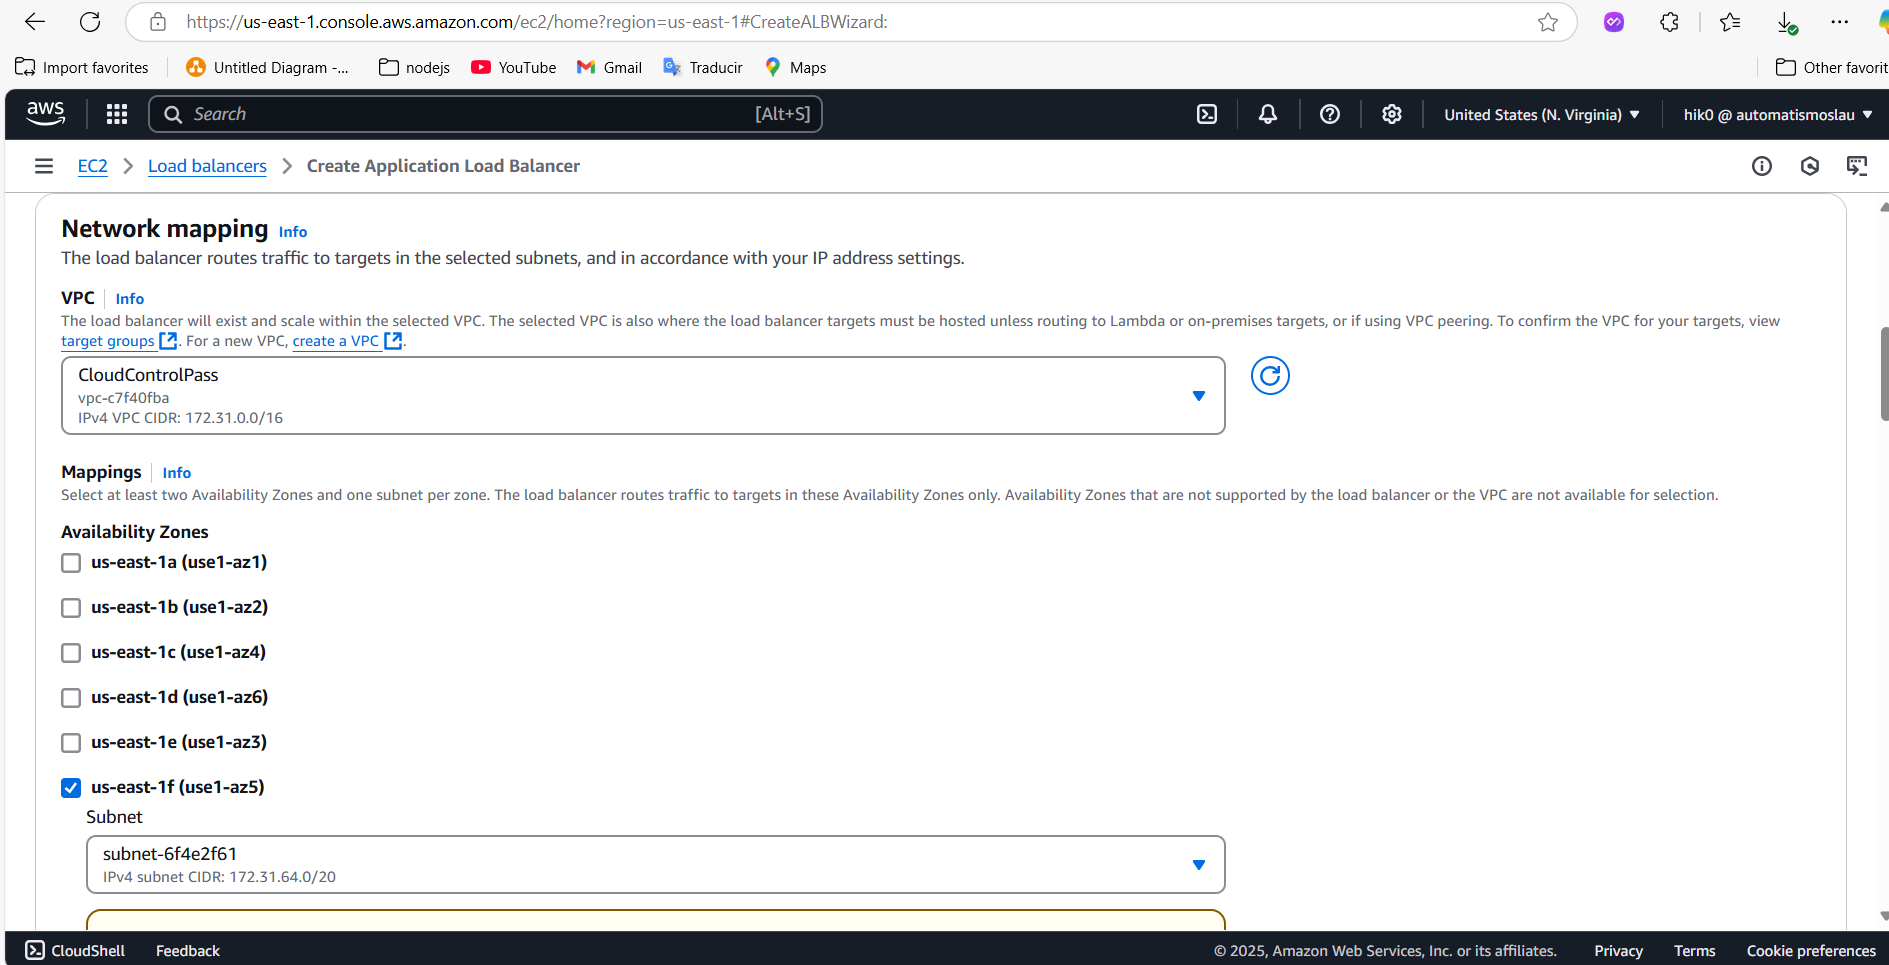 https://us-east-1.console.aws.amazon.com/ec2/home?region=us-east-1#CreateALBWizard:
Import favorites Untitled Diagram -... nodejs YouTube Gmail Traducir Maps Other favorit
aws Search [Alt+S] United States (N. Virginia) hik0 @ automatismoslau
EC2 Load balancers Create Application Load Balancer
Network mapping Info
The load balancer routes traffic to targets in the selected subnets, and in accordance with your IP address settings.
VPC Info
The load balancer will exist and scale within the selected VPC. The selected VPC is also where the load balancer targets must be hosted unless routing to Lambda or on-premises targets, or if using VPC peering. To confirm the VPC for your targets, view
target groups. For a new VPC, create a VPC.
CloudControlPass
vpc-c7f40fba
IPv4 VPC CIDR: 172.31.0.0/16
Mappings Info
Select at least two Availability Zones and one subnet per zone. The load balancer routes traffic to targets in these Availability Zones only. Availability Zones that are not supported by the load balancer or the VPC are not available for selection.
Availability Zones
us-east-1a (use1-az1)
us-east-1b (use1-az2)
us-east-1c (use1-az4)
us-east-1d (use1-az6)
us-east-1e (use1-az3)
us-east-1f (use1-az5)
Subnet
subnet-6f4e2f61
IPv4 subnet CIDR: 172.31.64.0/20
CloudShell Feedback © 2025, Amazon Web Services, Inc. or its affiliates. Privacy Terms Cookie preferences